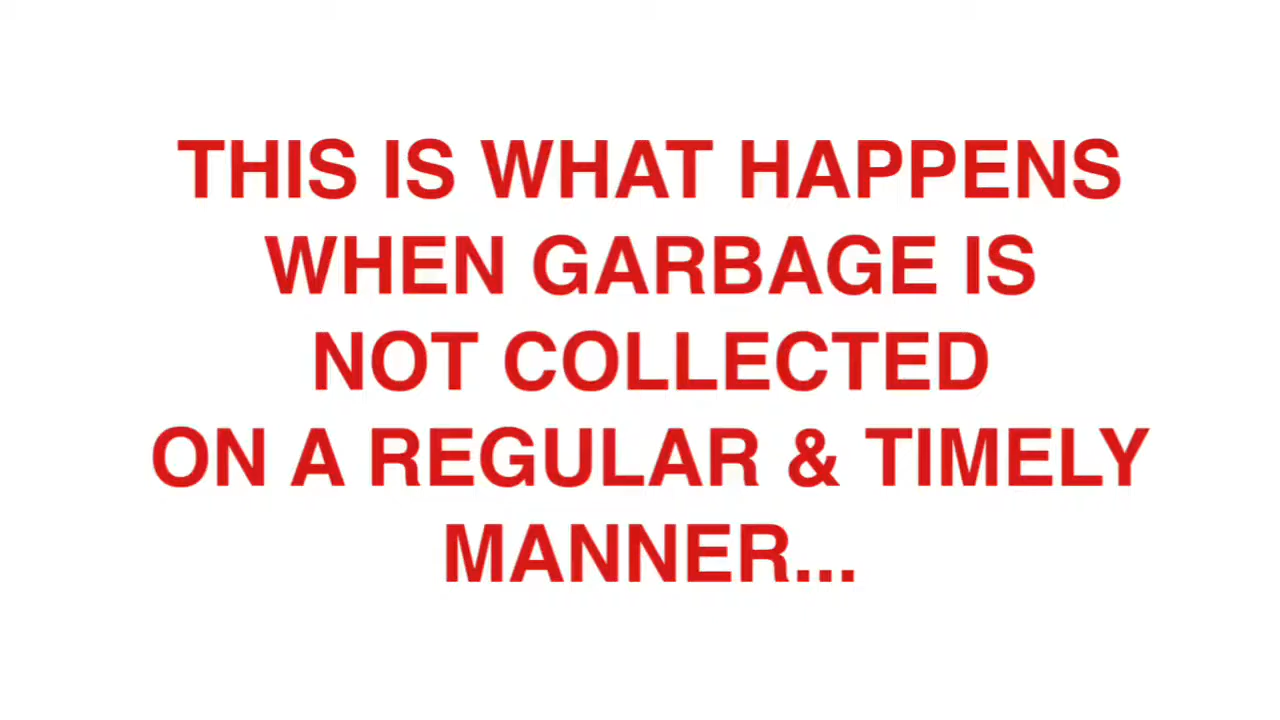 THIS IS WHAT HAPPENS
WHEN GARBAGE IS
NOT COLLECTED
ON A REGULAR & TIMELY
MANNER...